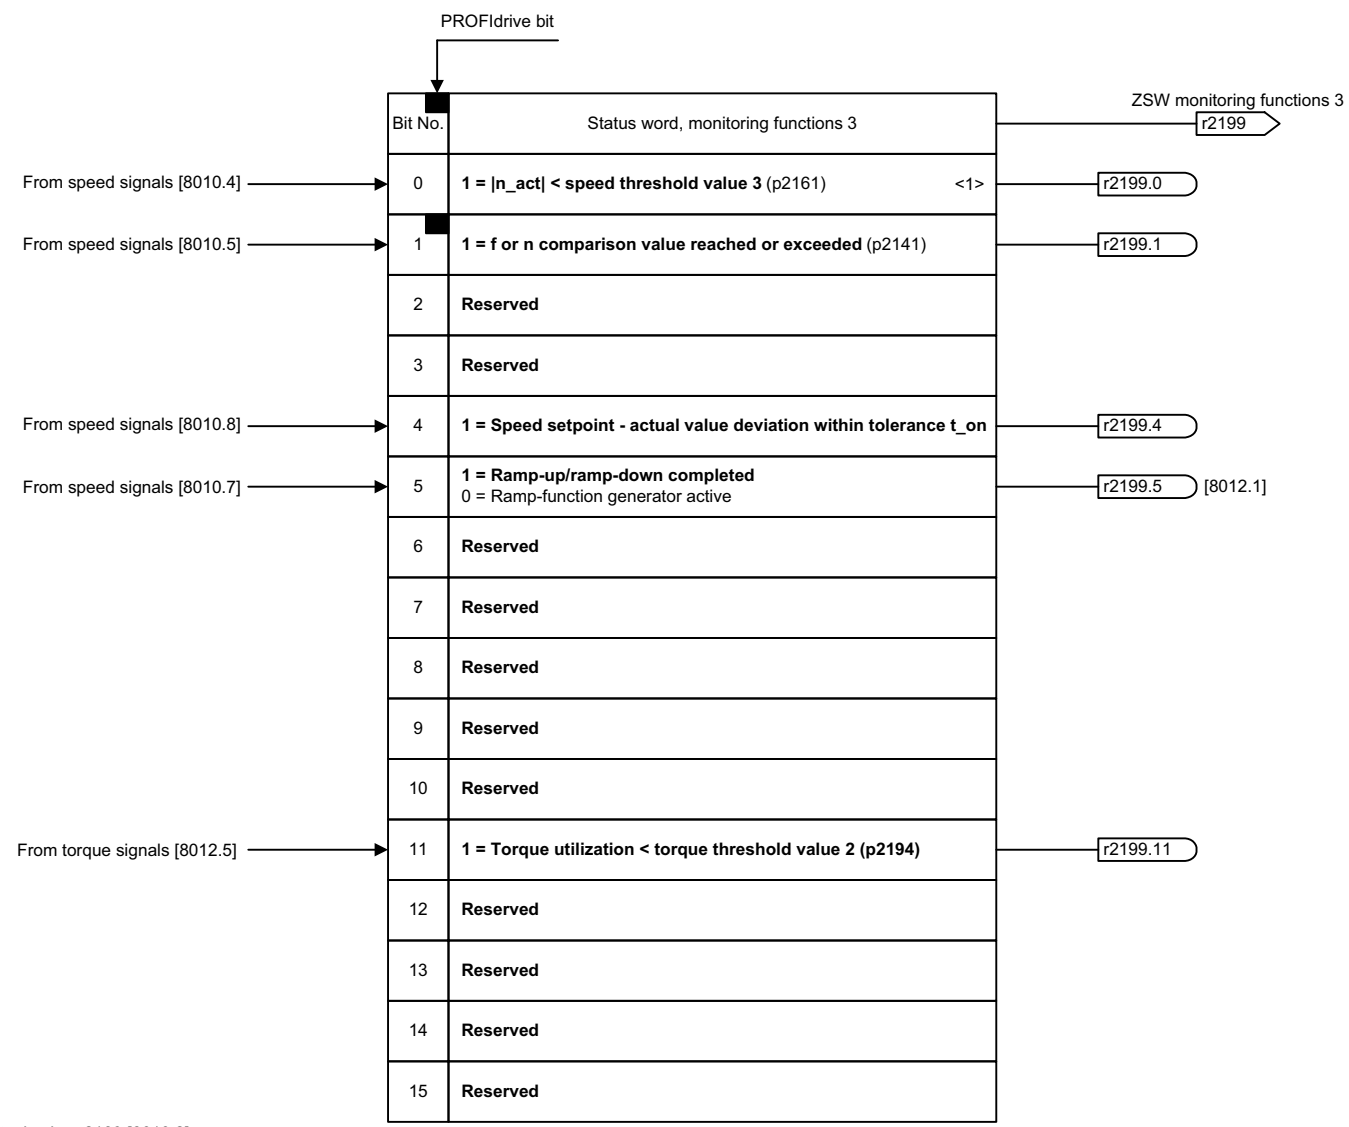 PROFIdrive bit
ZSW monitoring functions 3
Bit No. Status word, monitoring functions 3 r2199
From speed signals [8010.4] 0 1 = |n_act| < speed threshold value 3 (p2161) <1> r2199.0
From speed signals [8010.5] 1 1 = f or n comparison value reached or exceeded (p2141) r2199.1
2 Reserved
3 Reserved
From speed signals [8010.8] 4 1 = Speed setpoint - actual value deviation within tolerance t_on r2199.4
1 = Ramp-up/ramp-down completed
From speed signals [8010.7] 5 r2199.5 [8012.1]
0 = Ramp-function generator active
6 Reserved
7 Reserved
8 Reserved
9 Reserved
10 Reserved
From torque signals [8012.5] 11 1 = Torque utilization < torque threshold value 2 (p2194) r2199.11
12 Reserved
13 Reserved
14 Reserved
15 Reserved